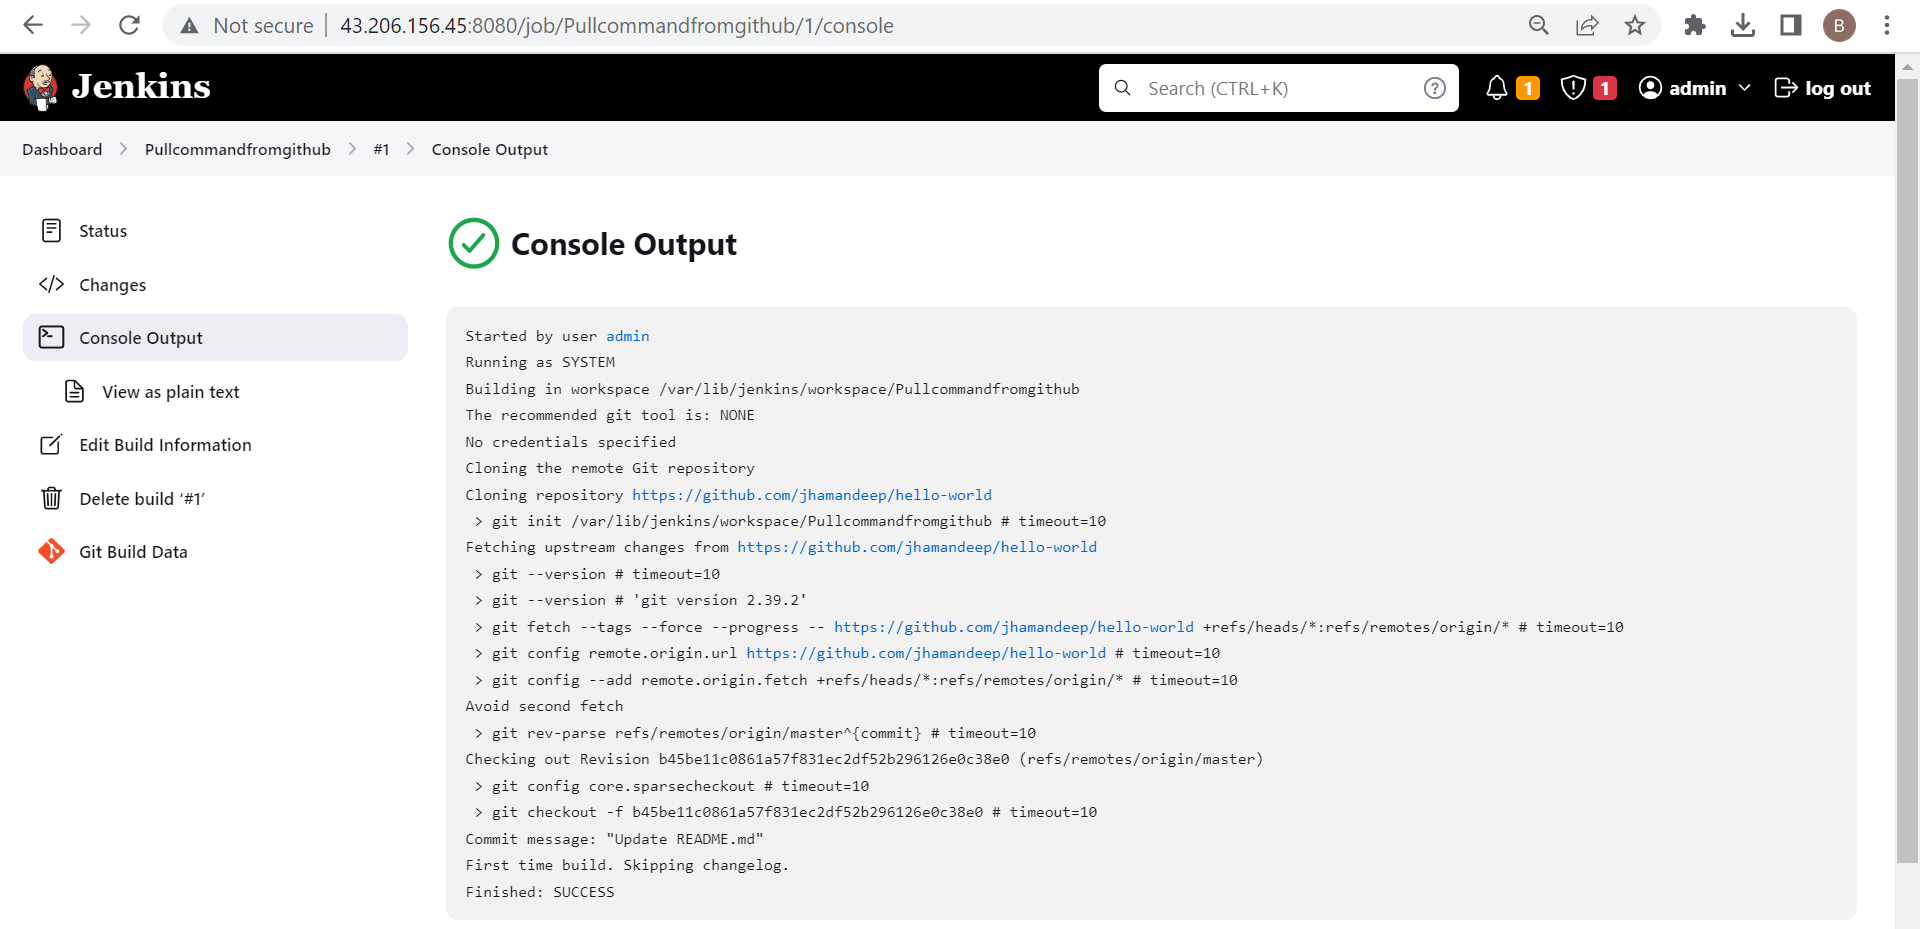 Not secure 43.206.156.45:8080/job/Pullcommandfromgithub/1/console B
Jenkins Search (CTRL+K) ? 1 1 admin log out
Dashboard Pullcommandfromgithub #1 Console Output
Status
Changes
Console Output
View as plain text
Edit Build Information
Delete build ‘#1’
Git Build Data
Console Output
Started by user admin
Running as SYSTEM
Building in workspace /var/lib/jenkins/workspace/Pullcommandfromgithub
The recommended git tool is: NONE
No credentials specified
Cloning the remote Git repository
Cloning repository https://github.com/jhamandeep/hello-world
 > git init /var/lib/jenkins/workspace/Pullcommandfromgithub # timeout=10
Fetching upstream changes from https://github.com/jhamandeep/hello-world
 > git --version # timeout=10
 > git --version # 'git version 2.39.2'
 > git fetch --tags --force --progress -- https://github.com/jhamandeep/hello-world +refs/heads/*:refs/remotes/origin/* # timeout=10
 > git config remote.origin.url https://github.com/jhamandeep/hello-world # timeout=10
 > git config --add remote.origin.fetch +refs/heads/*:refs/remotes/origin/* # timeout=10
Avoid second fetch
 > git rev-parse refs/remotes/origin/master^{commit} # timeout=10
Checking out Revision b45be11c0861a57f831ec2df52b296126e0c38e0 (refs/remotes/origin/master)
 > git config core.sparsecheckout # timeout=10
 > git checkout -f b45be11c0861a57f831ec2df52b296126e0c38e0 # timeout=10
Commit message: "Update README.md"
First time build. Skipping changelog.
Finished: SUCCESS